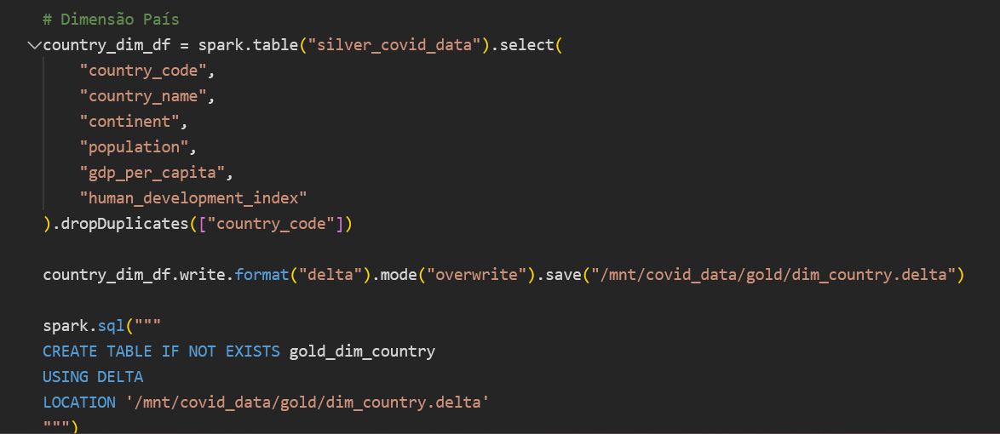 # Dimensão País
country_dim_df = spark.table("silver_covid_data").select(
    "country_code",
    "country_name",
    "continent",
    "population",
    "gdp_per_capita",
    "human_development_index"
).dropDuplicates(["country_code"])

country_dim_df.write.format("delta").mode("overwrite").save("/mnt/covid_data/gold/dim_country.delta")

spark.sql("""
CREATE TABLE IF NOT EXISTS gold_dim_country
USING DELTA
LOCATION '/mnt/covid_data/gold/dim_country.delta'
""")